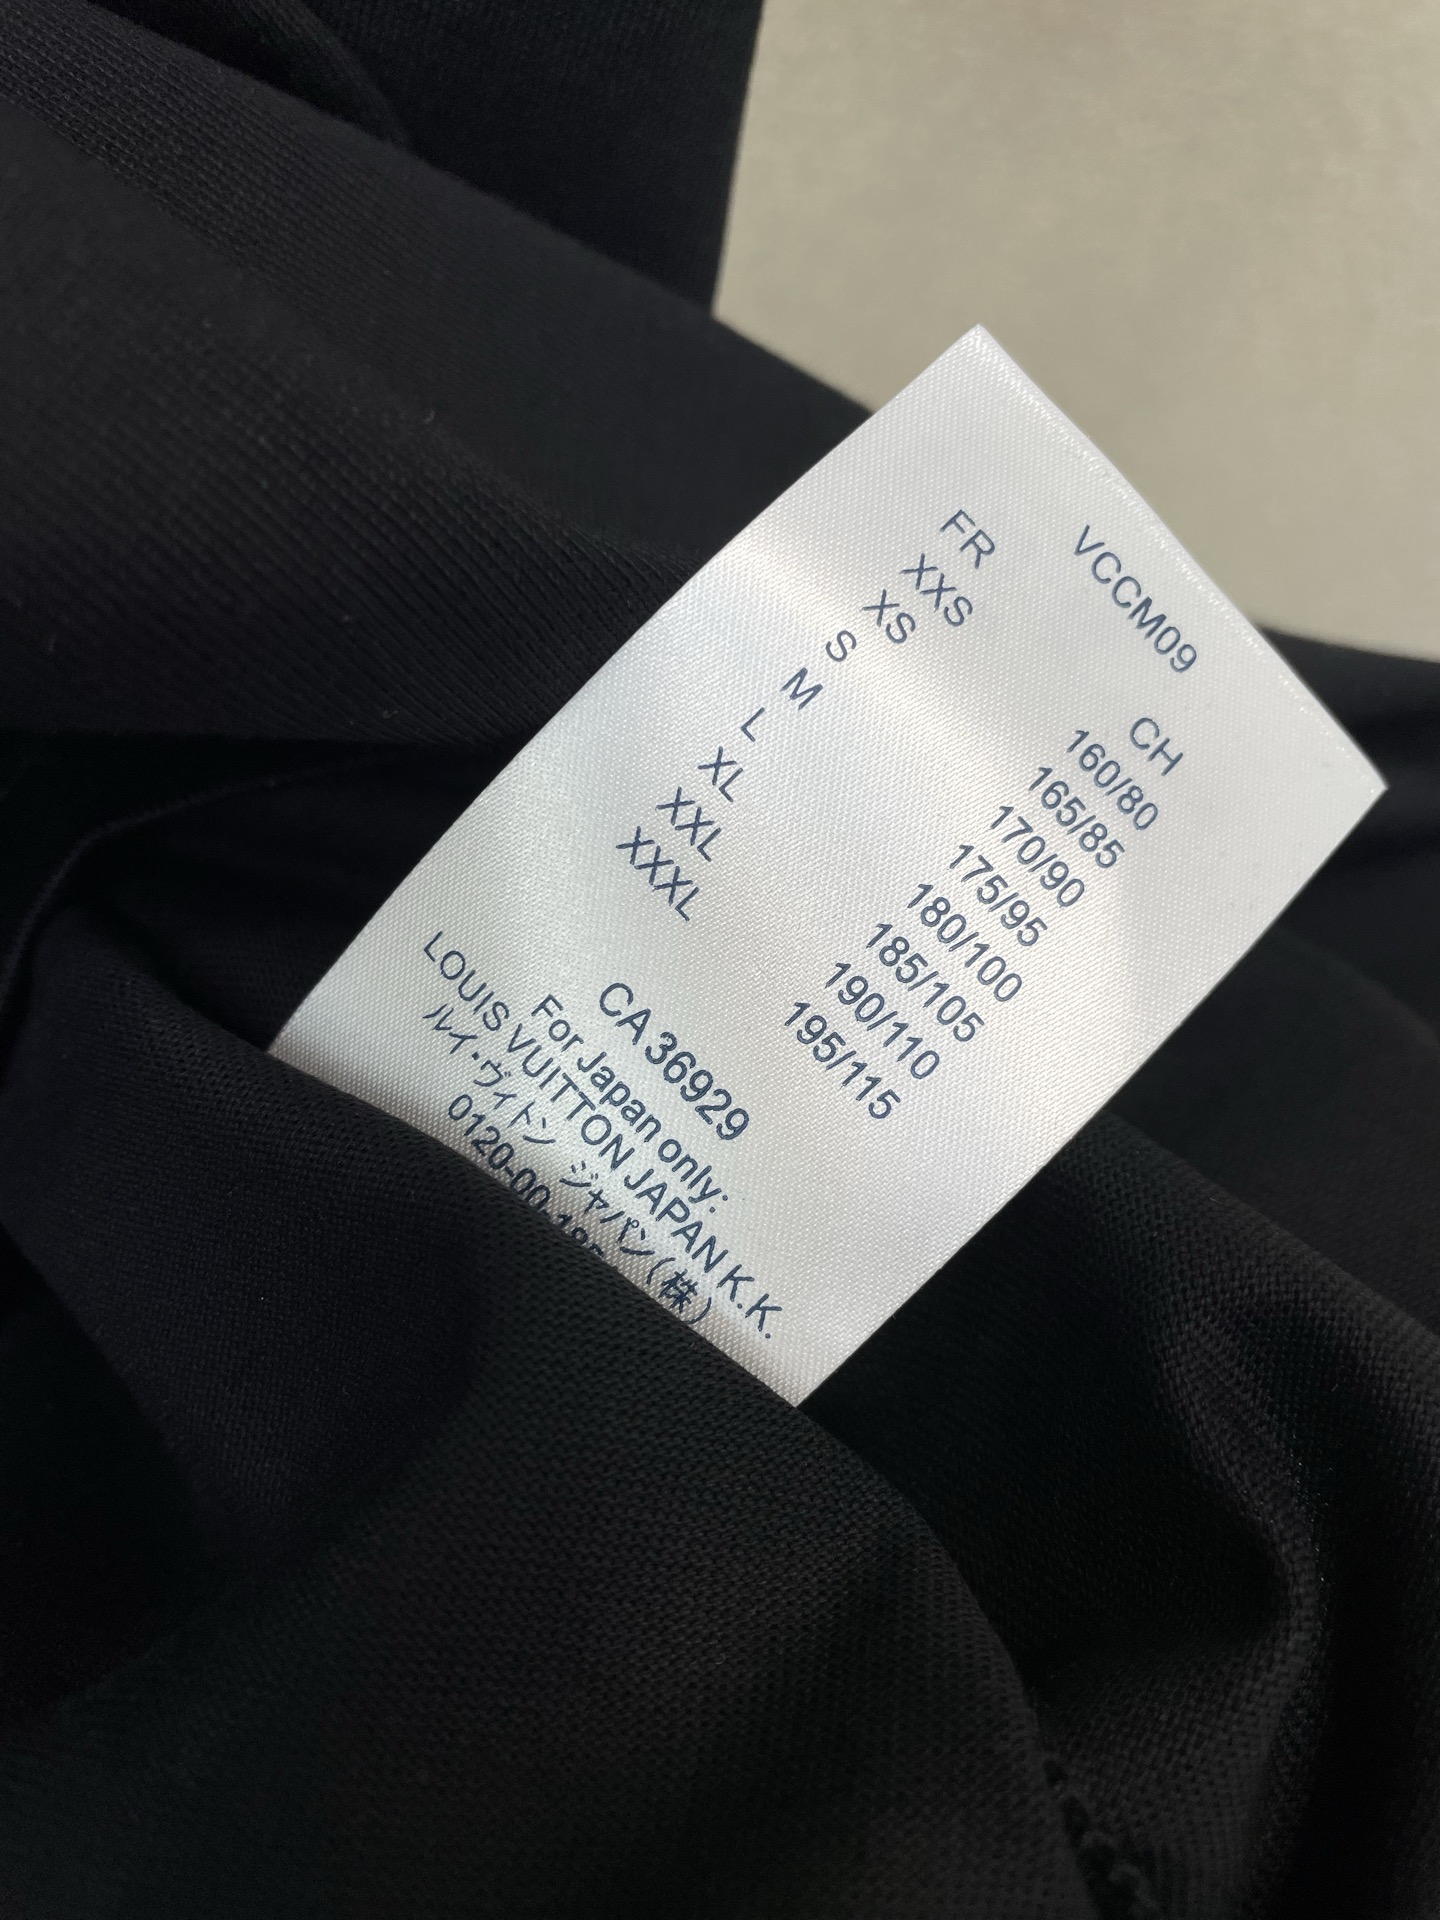 VCCM09
FR CH
XXS 160/80
XS 165/85
S 170/90
M 175/95
L 180/100
XL 185/105
XXL 190/110
XXXL 195/115
CA 36929
For Japan only:
LOUIS VUITTON JAPAN K.K.
ルイ・ヴィトン ジャパン(株)